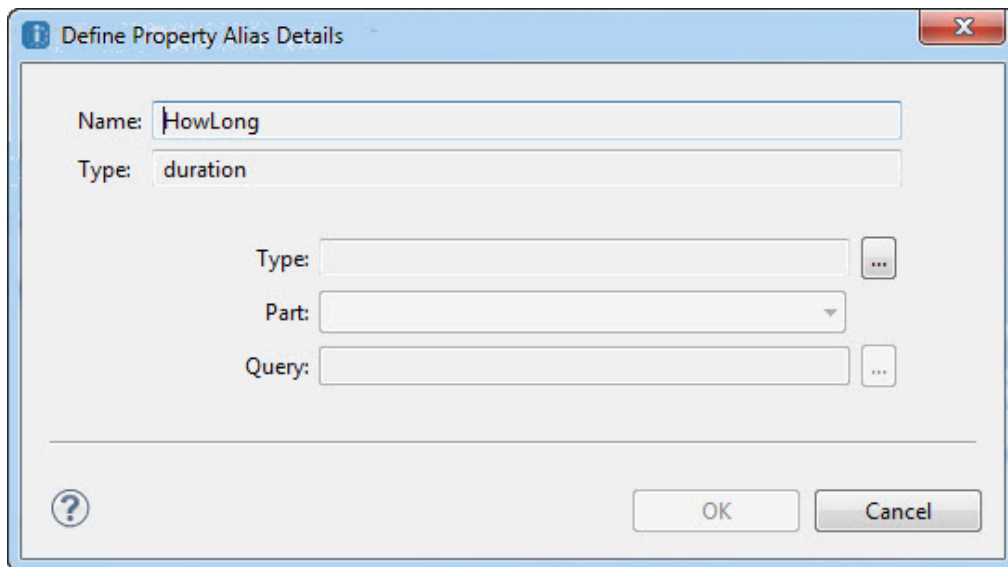 Define Property Alias Details
Name: HowLong
Type: duration
Type: ...
Part:
Query: ...
? OK Cancel